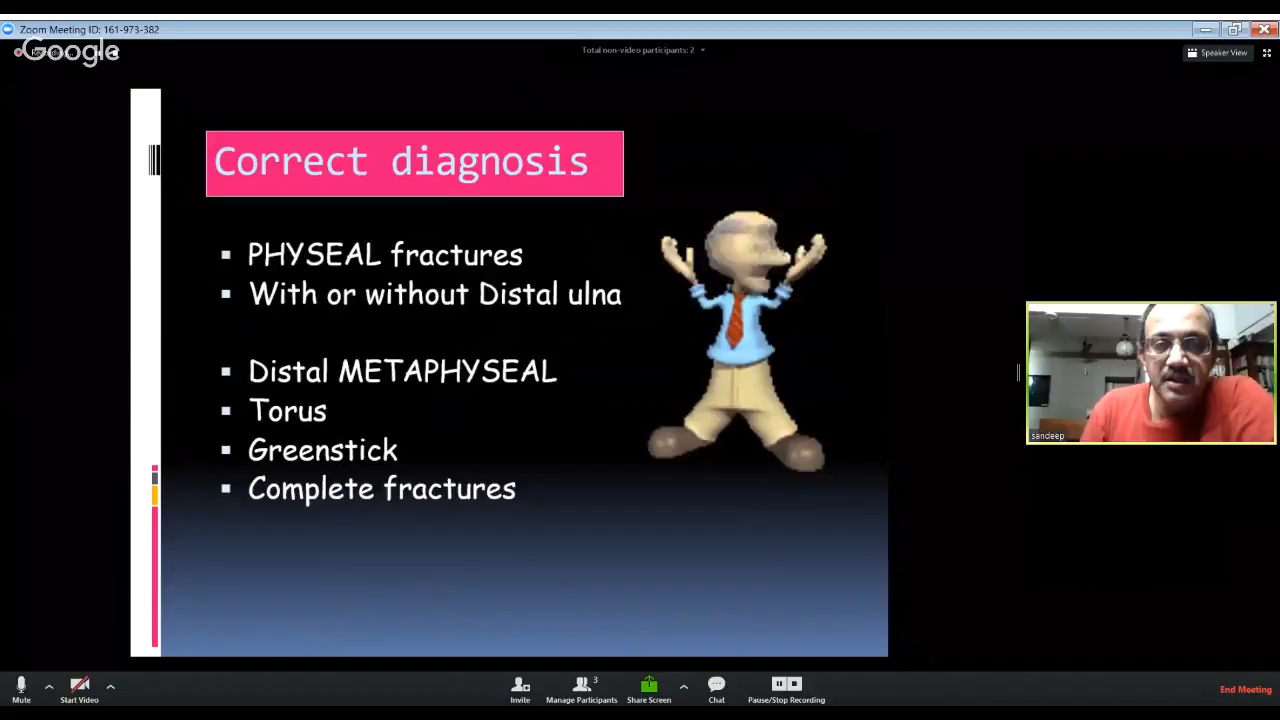 Zoom Meeting ID: 161-973-382
Google
Total non-video participants: 2
Speaker View
Correct diagnosis
PHYSEAL fractures
With or without Distal ulna
Distal METAPHYSEAL
Torus
Greenstick
Complete fractures
sandeep
Mute
Start Video
Invite
3
Manage Participants
Share Screen
Chat
Pause/Stop Recording
End Meeting